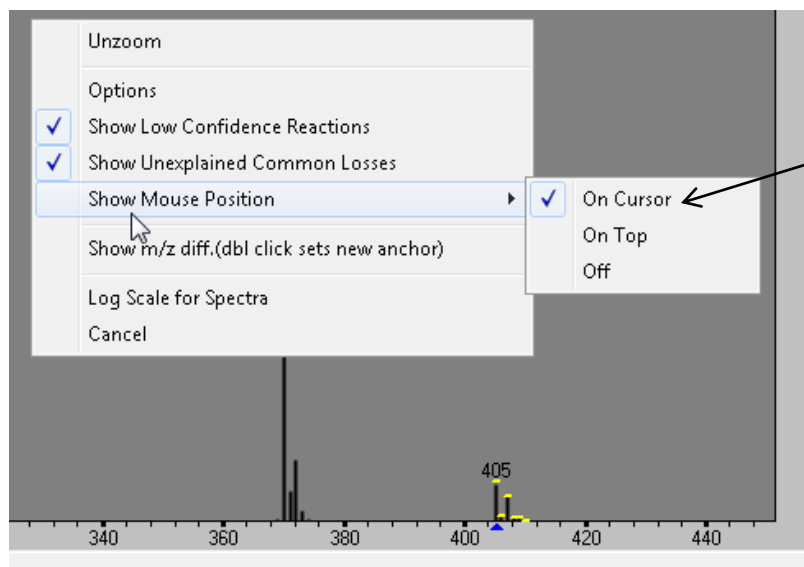 Unzoom
Options
Show Low Confidence Reactions
Show Unexplained Common Losses
Show Mouse Position
On Cursor
On Top
Off
Show m/z diff.(dbl click sets new anchor)
Log Scale for Spectra
Cancel
405
340 360 380 400 420 440